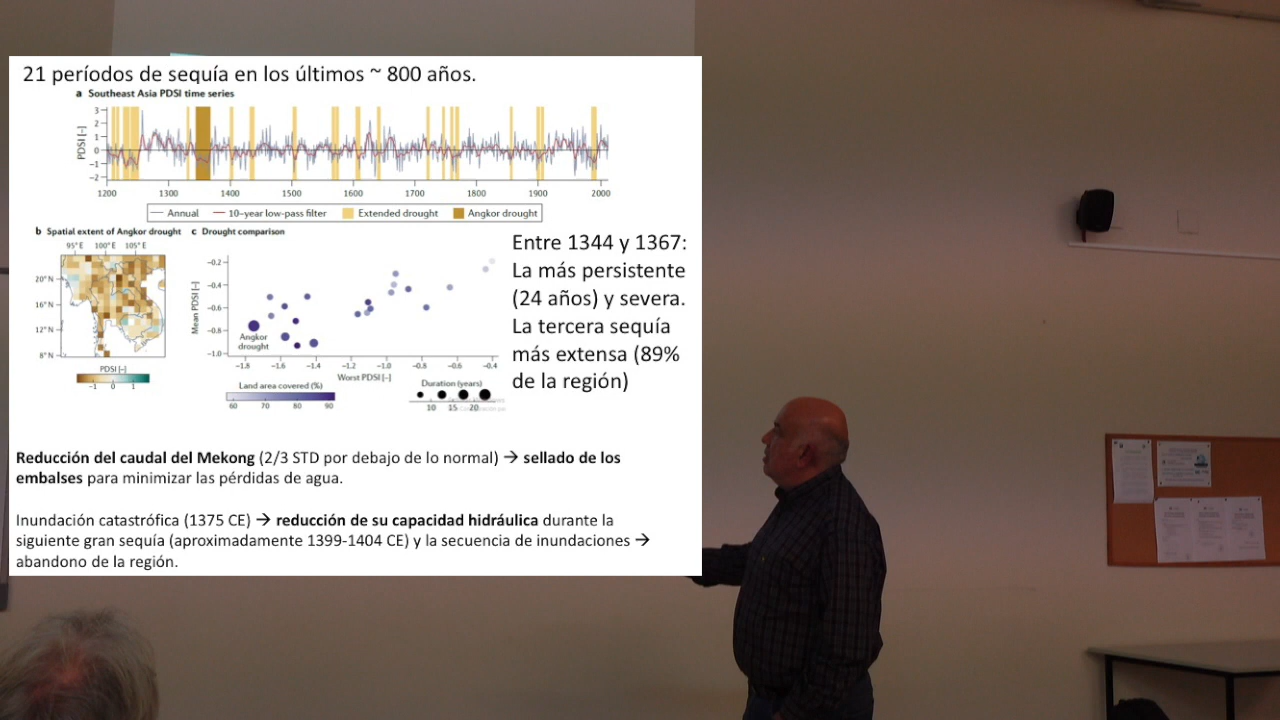 21 períodos de sequía en los últimos ~ 800 años.
a Southeast Asia PDSI time series
PDSI [–]
3
2
1
0
−1
−2
1200 1300 1400 1500 1600 1700 1800 1900 2000
Annual 10-year low-pass filter Extended drought Angkor drought
b Spatial extent of Angkor drought
95° E 100° E 105° E
20° N
16° N
12° N
8° N
PDSI [–]
−1 0 1
c Drought comparison
Mean PDSI [–]
−0.2
−0.4
−0.6
−0.8
−1.0
Angkor
drought
−1.8 −1.6 −1.4 −1.2 −1.0 −0.8 −0.6 −0.4
Worst PDSI [–]
Land area covered (%)
60 70 80 90
Duration (years)
10 15 20
Entre 1344 y 1367:
La más persistente
(24 años) y severa.
La tercera sequía
más extensa (89%
de la región)
Reducción del caudal del Mekong (2/3 STD por debajo de lo normal) → sellado de los
embalses para minimizar las pérdidas de agua.
Inundación catastrófica (1375 CE) → reducción de su capacidad hidráulica durante la
siguiente gran sequía (aproximadamente 1399-1404 CE) y la secuencia de inundaciones →
abandono de la región.